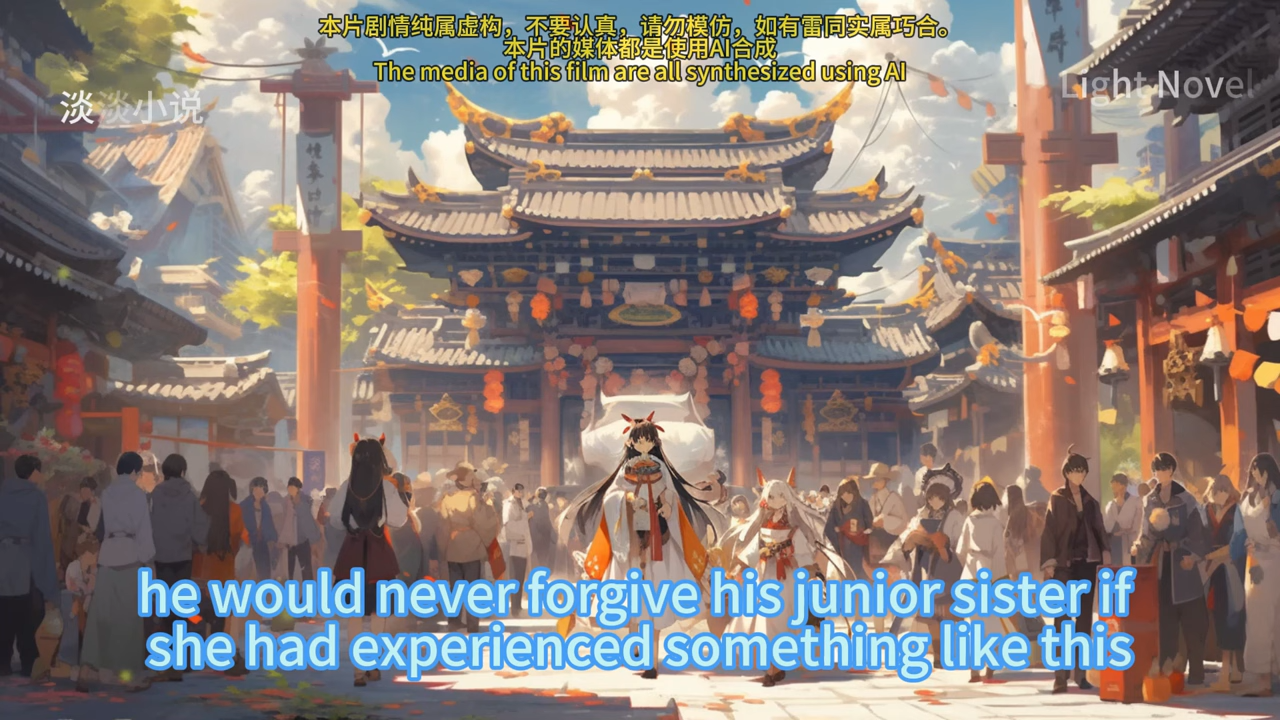 本片剧情纯属虚构，不要认真，请勿模仿，如有雷同实属巧合。
本片的媒体都是使用AI合成
The media of this film are all synthesized using AI
淡淡小说
Light Novel
he would never forgive his junior sister if
she had experienced something like this